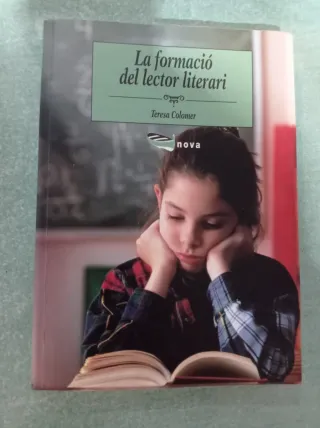 La formació
del lector literari
Teresa Colomer
nova